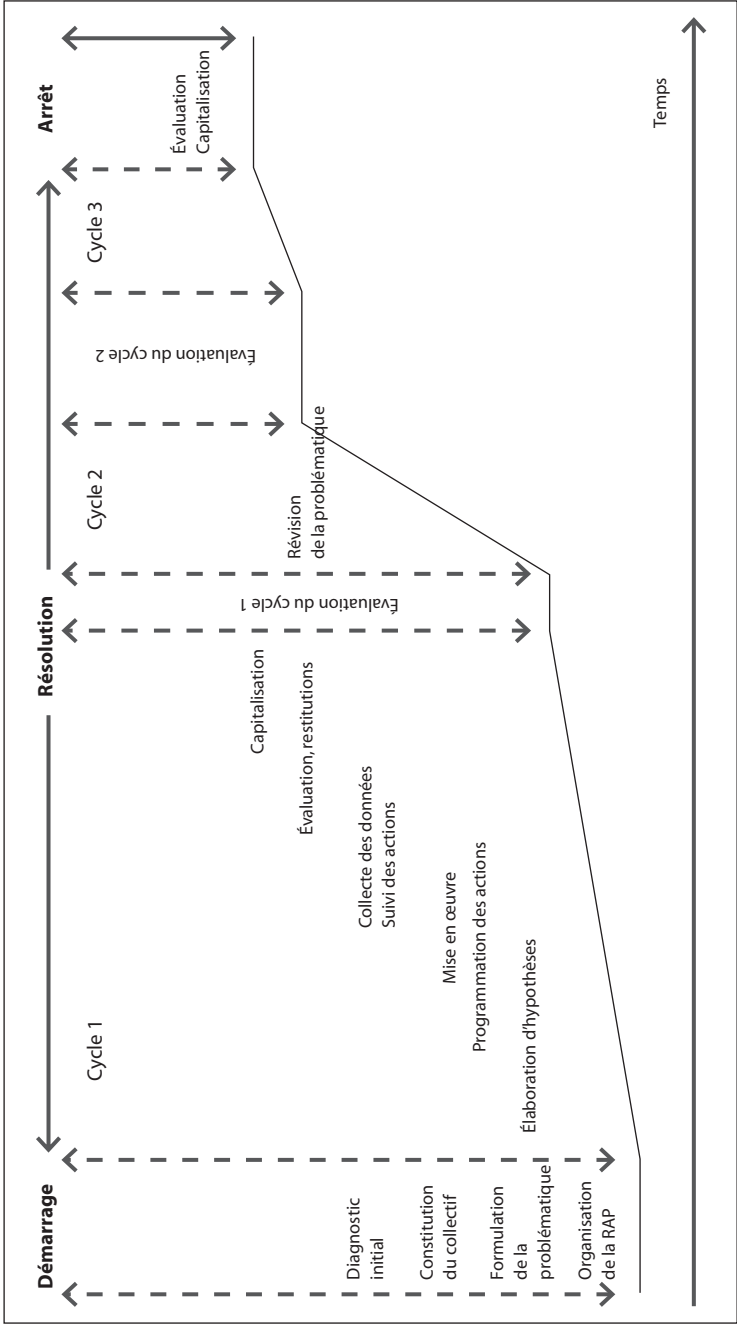 Démarrage
Résolution
Arrêt
Cycle 1
Cycle 2
Cycle 3
Diagnostic
initial
Constitution
du collectif
Formulation
de la
problématique
Organisation
de la RAP
Élaboration d'hypothèses
Programmation des actions
Mise en œuvre
Collecte des données
Suivi des actions
Évaluation, restitutions
Capitalisation
Évaluation du cycle 1
Révision
de la problématique
Évaluation du cycle 2
Évaluation
Capitalisation
Temps